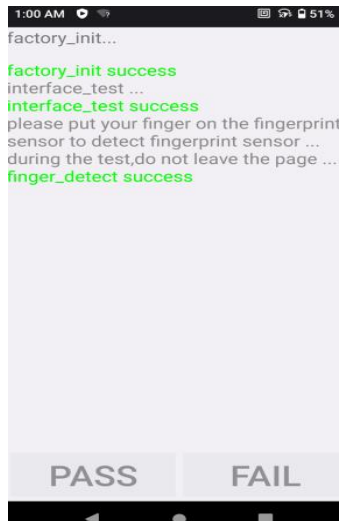 1:00 AM 51%
factory_init...
factory_init success
interface_test ...
interface_test success
please put your finger on the fingerprint
sensor to detect fingerprint sensor ...
during the test,do not leave the page ...
finger_detect success
PASS FAIL